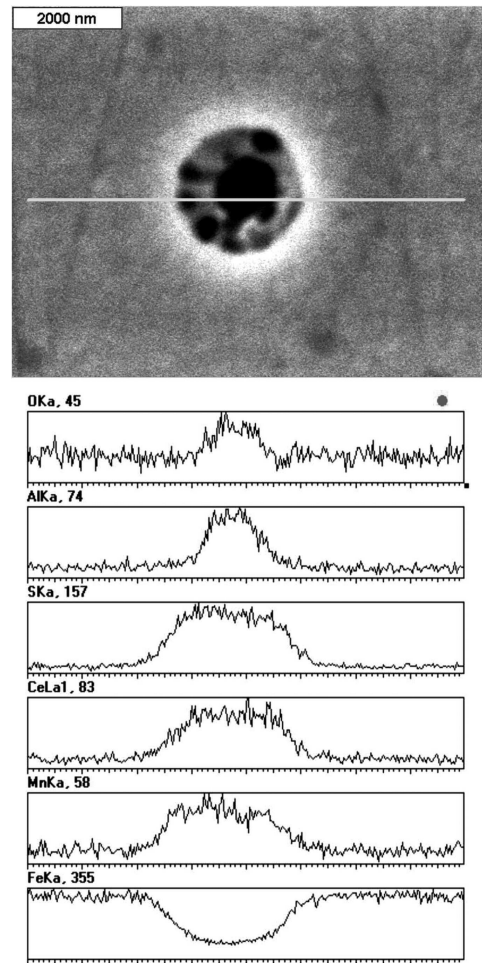 2000 nm
OKa, 45
AlKa, 74
SKa, 157
CeLa1, 83
MnKa, 58
FeKa, 355